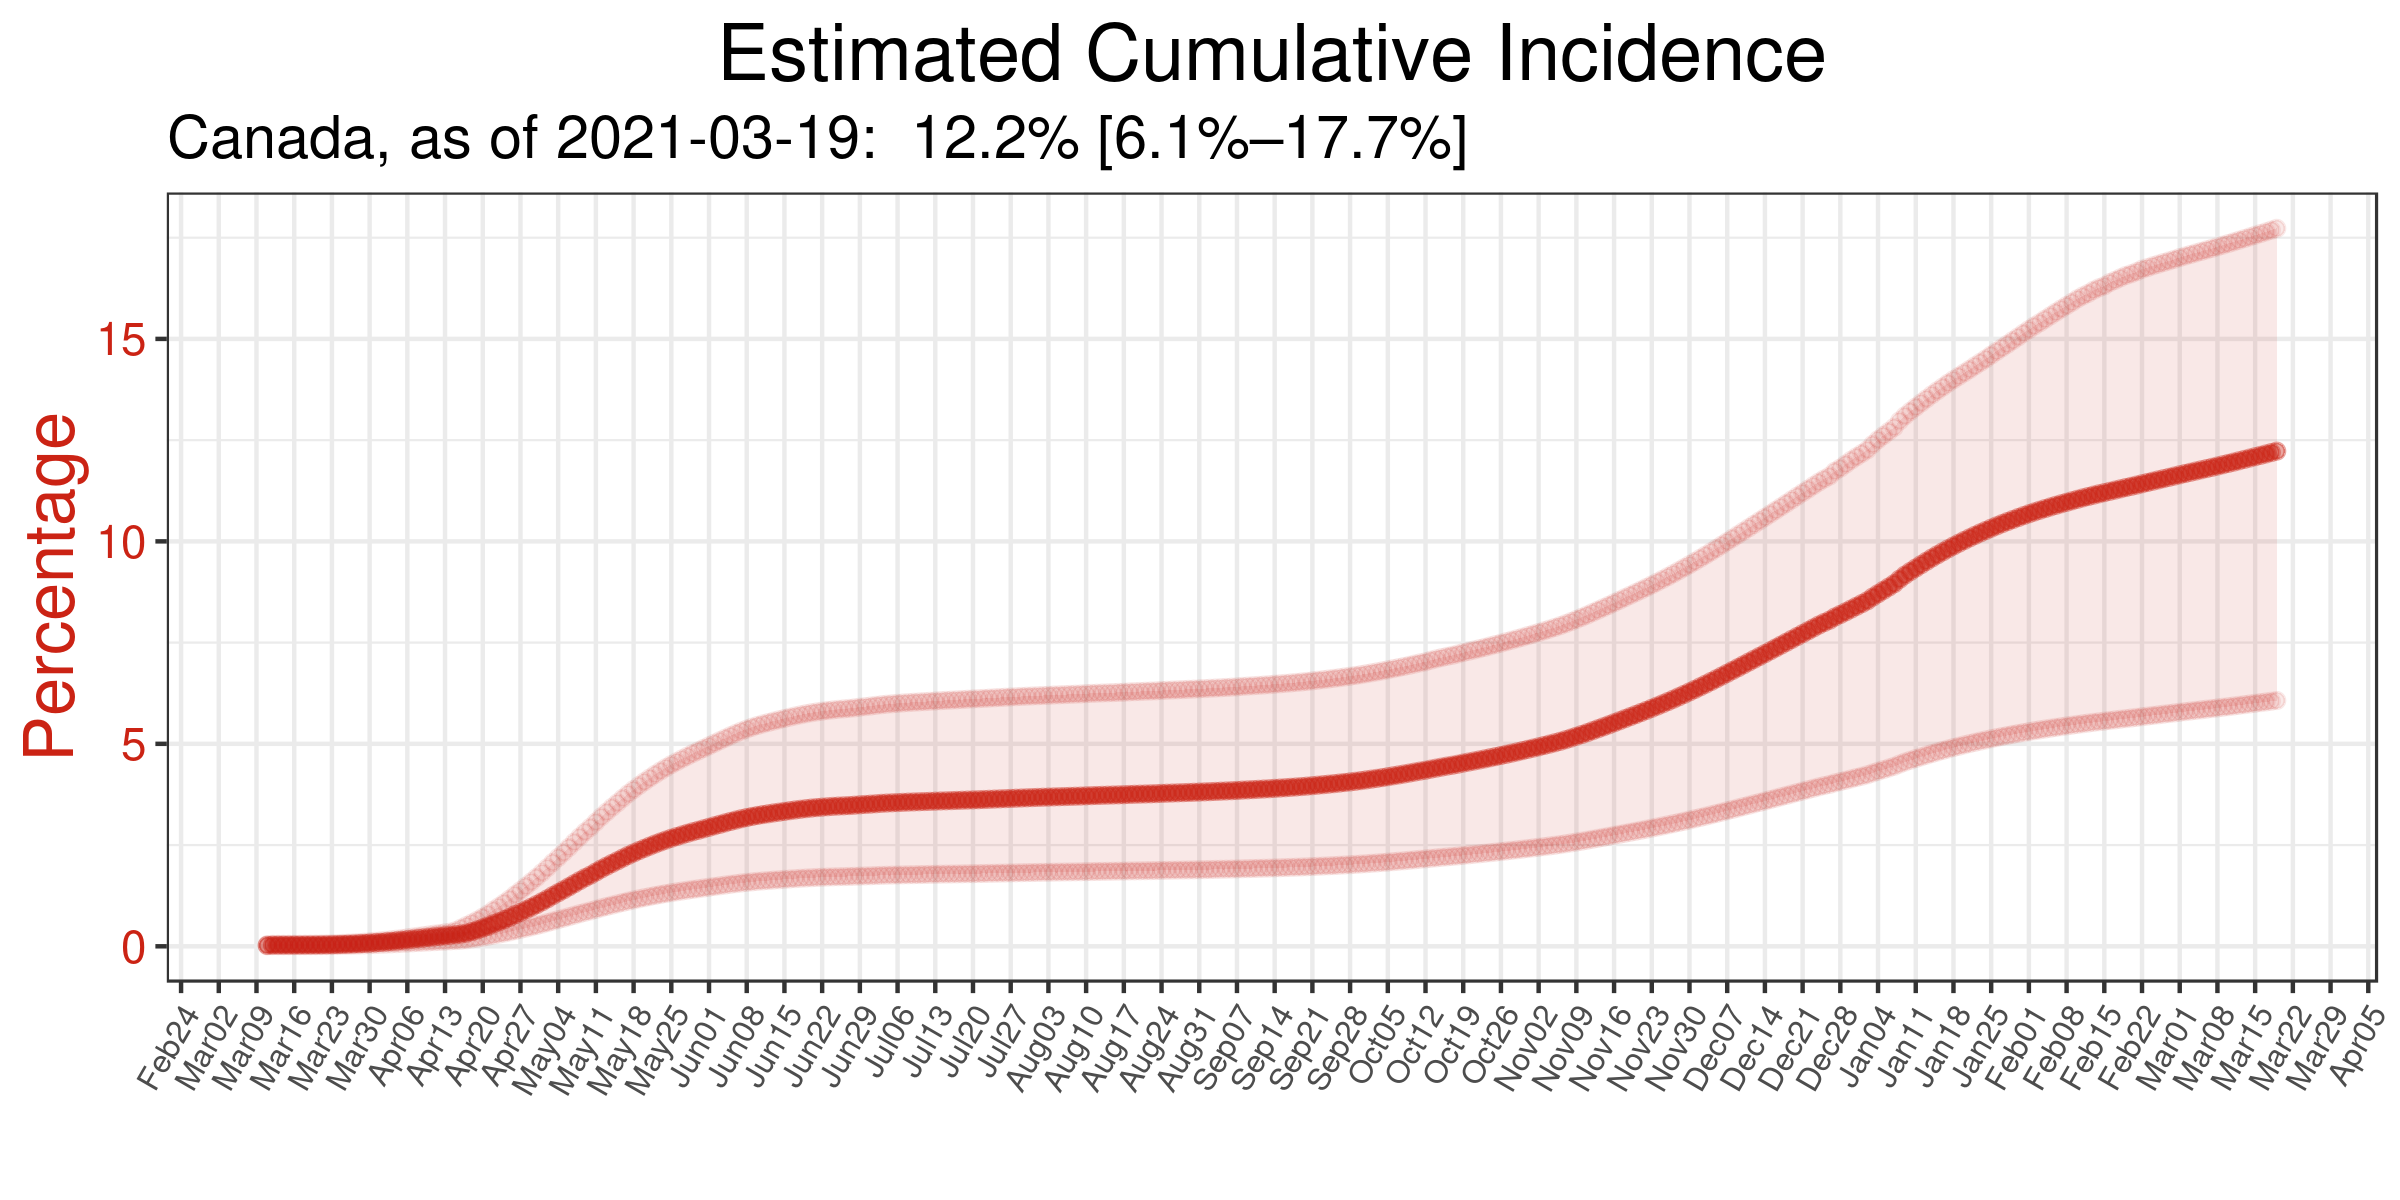 Estimated Cumulative Incidence
Canada, as of 2021-03-19: 12.2% [6.1%–17.7%]
Percentage
15
10
5
0
Feb24
Mar02
Mar09
Mar16
Mar23
Mar30
Apr06
Apr13
Apr20
Apr27
May04
May11
May18
May25
Jun01
Jun08
Jun15
Jun22
Jun29
Jul06
Jul13
Jul20
Jul27
Aug03
Aug10
Aug17
Aug24
Aug31
Sep07
Sep14
Sep21
Sep28
Oct05
Oct12
Oct19
Oct26
Nov02
Nov09
Nov16
Nov23
Nov30
Dec07
Dec14
Dec21
Dec28
Jan04
Jan11
Jan18
Jan25
Feb01
Feb08
Feb15
Feb22
Mar01
Mar08
Mar15
Mar22
Mar29
Apr05